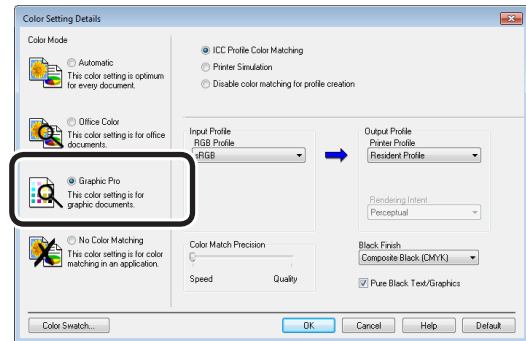 Color Setting Details
Color Mode
Automatic
This color setting is optimum
for every document.
Office Color
This color setting is for office
documents.
Graphic Pro
This color setting is for
graphic documents.
No Color Matching
This color setting is for color
matching in an application.
ICC Profile Color Matching
Printer Simulation
Disable color matching for profile creation
Input Profile
RGB Profile
sRGB
Output Profile
Printer Profile
Resident Profile
Rendering Intent
Perceptual
Color Match Precision
Speed Quality
Black Finish
Composite Black (CMYK)
Pure Black Text/Graphics
Color Swatch...
OK
Cancel
Help
Default